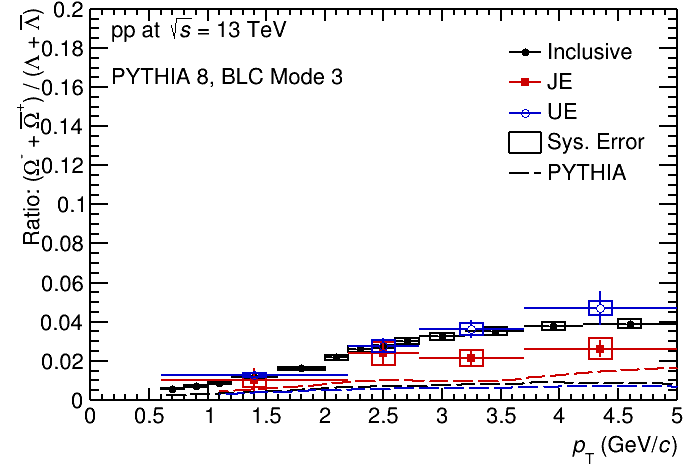 pp at √s = 13 TeV
PYTHIA 8, BLC Mode 3
Inclusive
JE
UE
Sys. Error
PYTHIA
Ratio: (Ω⁻ + Ω̅⁺) / (Λ + Λ̅)
0.2
0.18
0.16
0.14
0.12
0.1
0.08
0.06
0.04
0.02
0
0 0.5 1 1.5 2 2.5 3 3.5 4 4.5 5
p_T (GeV/c)